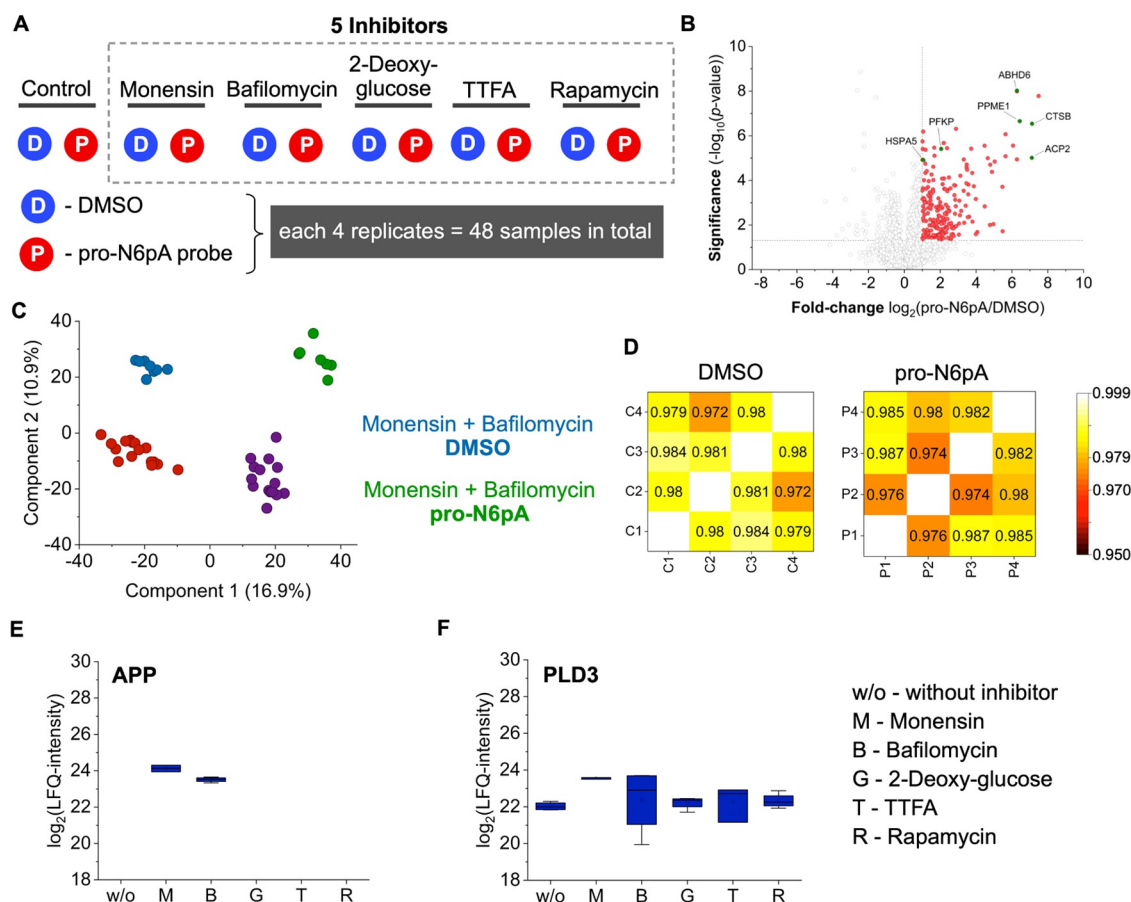 A
5 Inhibitors
Control
Monensin
Bafilomycin
2-Deoxy-
glucose
TTFA
Rapamycin
D P D P D P D P D P D P
D - DMSO
P - pro-N6pA probe
each 4 replicates = 48 samples in total
B
Significance (-log10(p-value))
10
8
6
4
2
0
ABHD6
PPME1
CTSB
PFKP
HSPA5
ACP2
-8 -6 -4 -2 0 2 4 6 8 10
Fold-change log2(pro-N6pA/DMSO)
C
Component 2 (10.9%)
40
20
0
-20
-40
-40 -20 0 20 40
Component 1 (16.9%)
Monensin + Bafilomycin
DMSO
Monensin + Bafilomycin
pro-N6pA
D
DMSO
C4 0.979 0.972 0.98
C3 0.984 0.981 0.98
C2 0.98 0.981 0.972
C1 0.98 0.984 0.979
C1 C2 C3 C4
pro-N6pA
P4 0.985 0.98 0.982
P3 0.987 0.974 0.982
P2 0.976 0.974 0.98
P1 0.976 0.987 0.985
P1 P2 P3 P4
0.999
0.990
0.980
0.970
0.960
0.950
E
APP
log2(LFQ-intensity)
30
28
26
24
22
20
18
w/o M B G T R
F
PLD3
log2(LFQ-intensity)
30
28
26
24
22
20
18
w/o M B G T R
w/o - without inhibitor
M - Monensin
B - Bafilomycin
G - 2-Deoxy-glucose
T - TTFA
R - Rapamycin